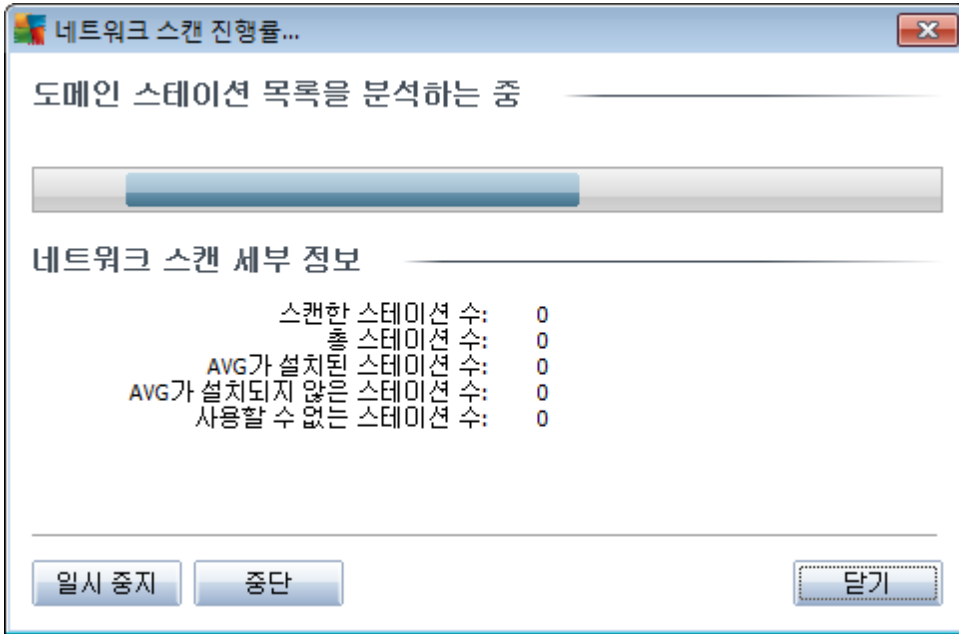 네트워크 스캔 진행률...
도메인 스테이션 목록을 분석하는 중
네트워크 스캔 세부 정보
스캔한 스테이션 수: 0
총 스테이션 수: 0
AVG가 설치된 스테이션 수: 0
AVG가 설치되지 않은 스테이션 수: 0
사용할 수 없는 스테이션 수: 0
일시 중지 중단 닫기